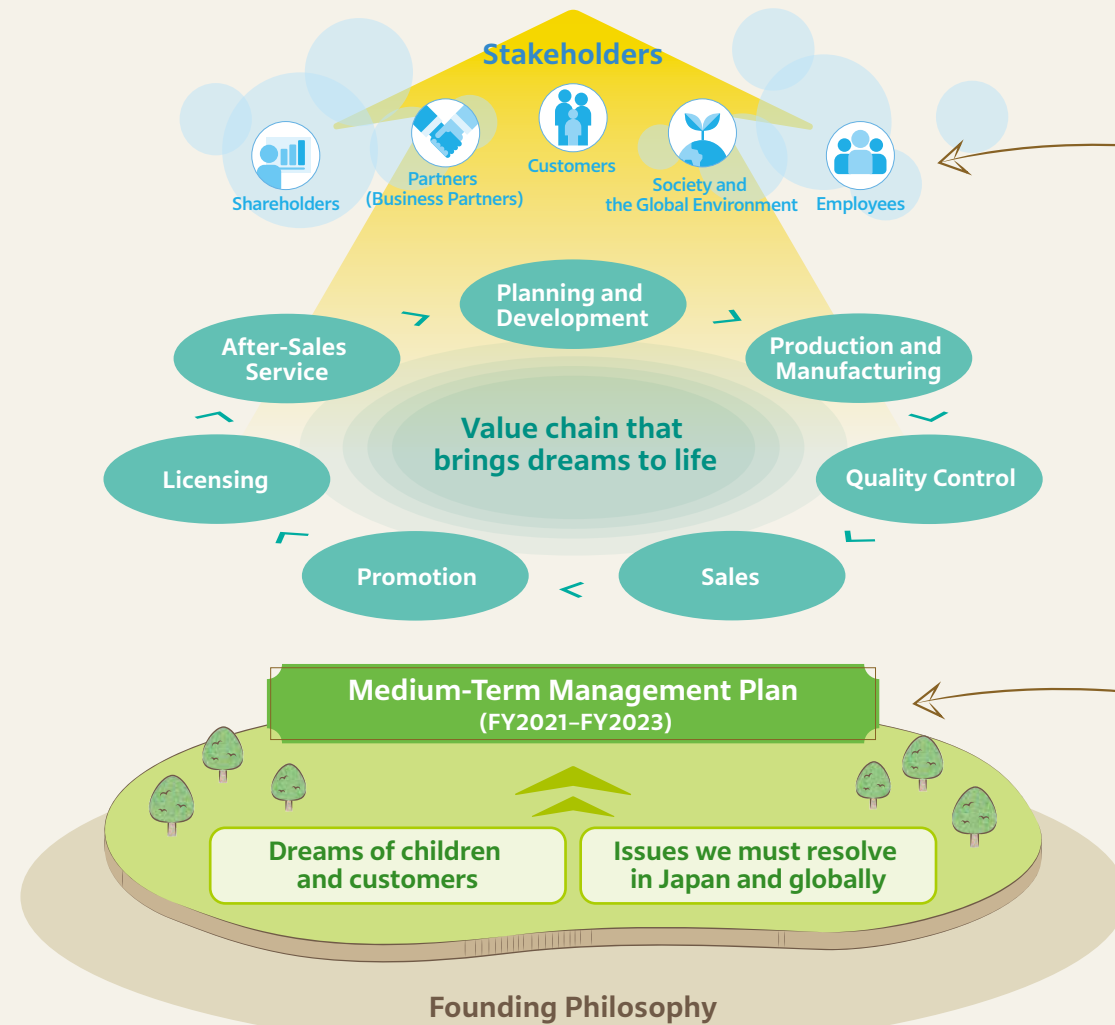 Stakeholders
Shareholders
Partners
(Business Partners)
Customers
Society and
the Global Environment
Employees
Planning and
Development
Production and
Manufacturing
Quality Control
Sales
Promotion
Licensing
After-Sales
Service
Value chain that
brings dreams to life
Medium-Term Management Plan
(FY2021–FY2023)
Dreams of children
and customers
Issues we must resolve
in Japan and globally
Founding Philosophy